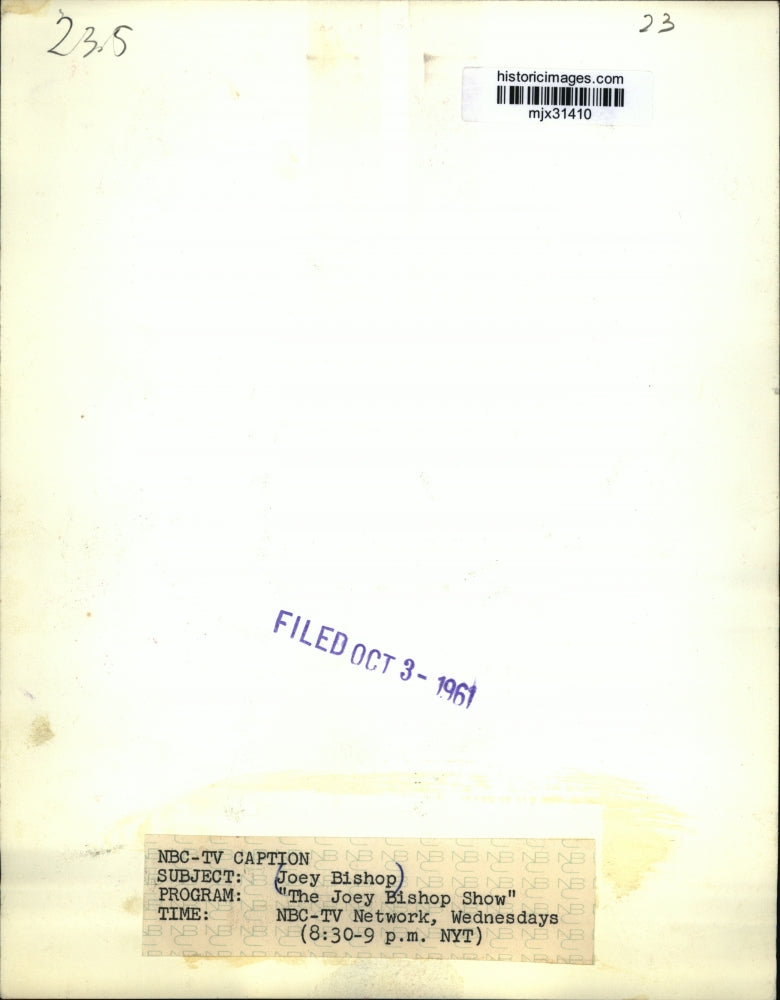 23.5
23
historicimages.com
mjx31410
FILED OCT 3- 1961
NBC-TV CAPTION
SUBJECT: (Joey Bishop)
PROGRAM: "The Joey Bishop Show"
TIME: NBC-TV Network, Wednesdays
(8:30-9 p.m. NYT)